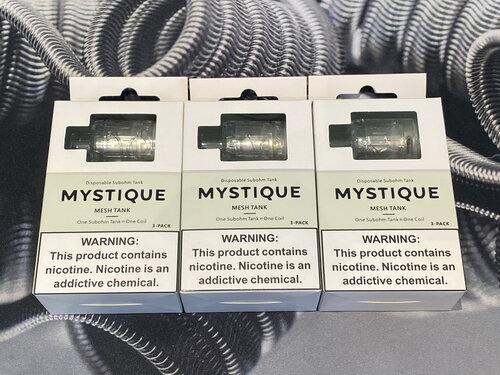 Disposable Subohm Tank
MYSTIQUE
MESH TANK
One Subohm Tank = One Coil
3-PACK
WARNING:
This product contains
nicotine. Nicotine is an
addictive chemical.
Disposable Subohm Tank
MYSTIQUE
MESH TANK
One Subohm Tank = One Coil
3-PACK
WARNING:
This product contains
nicotine. Nicotine is an
addictive chemical.
Disposable Subohm Tank
MYSTIQUE
MESH TANK
One Subohm Tank = One Coil
3-PACK
WARNING:
This product contains
nicotine. Nicotine is an
addictive chemical.